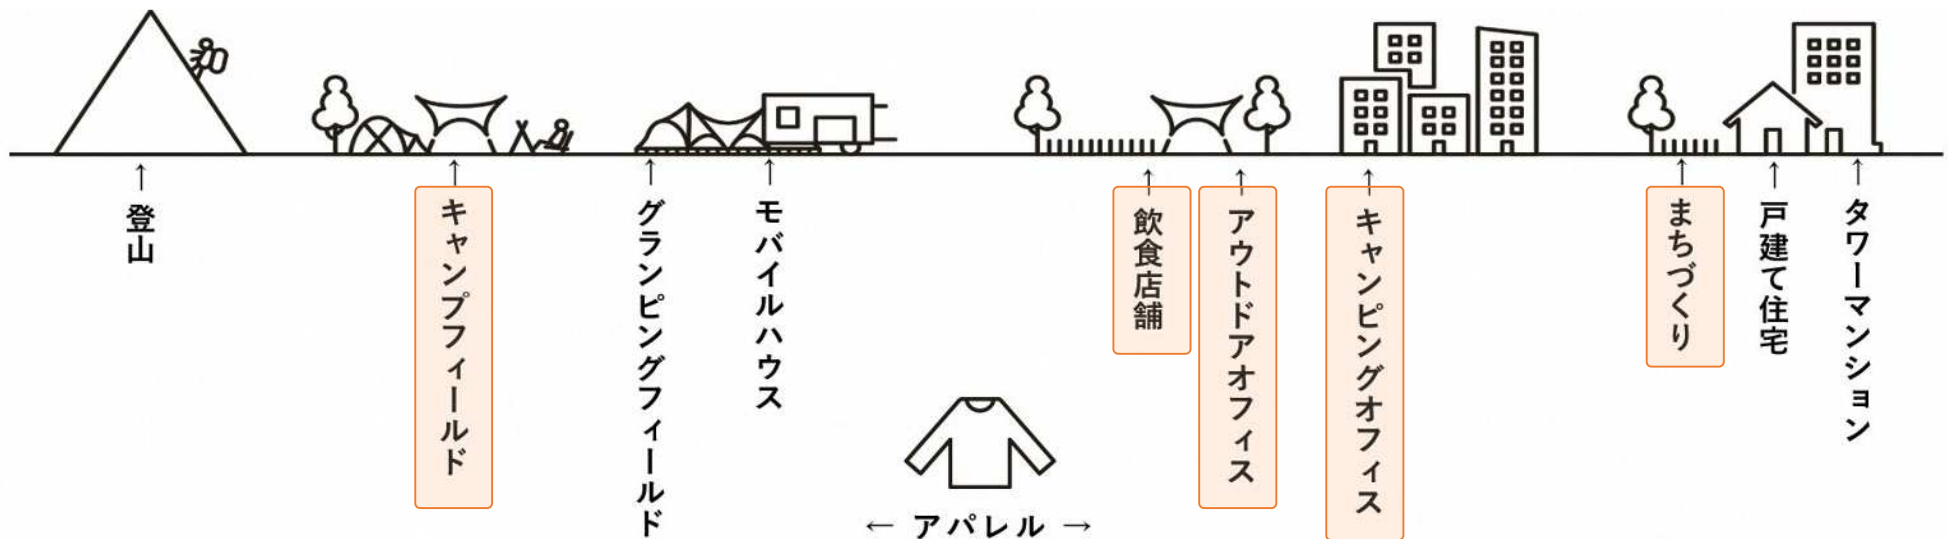 登山
キャンプフィールド
グランピングフィールド
モバイルハウス
← アパレル →
飲食店舗
アウトドアオフィス
キャンピングオフィス
まちづくり
戸建て住宅
タワーマンション